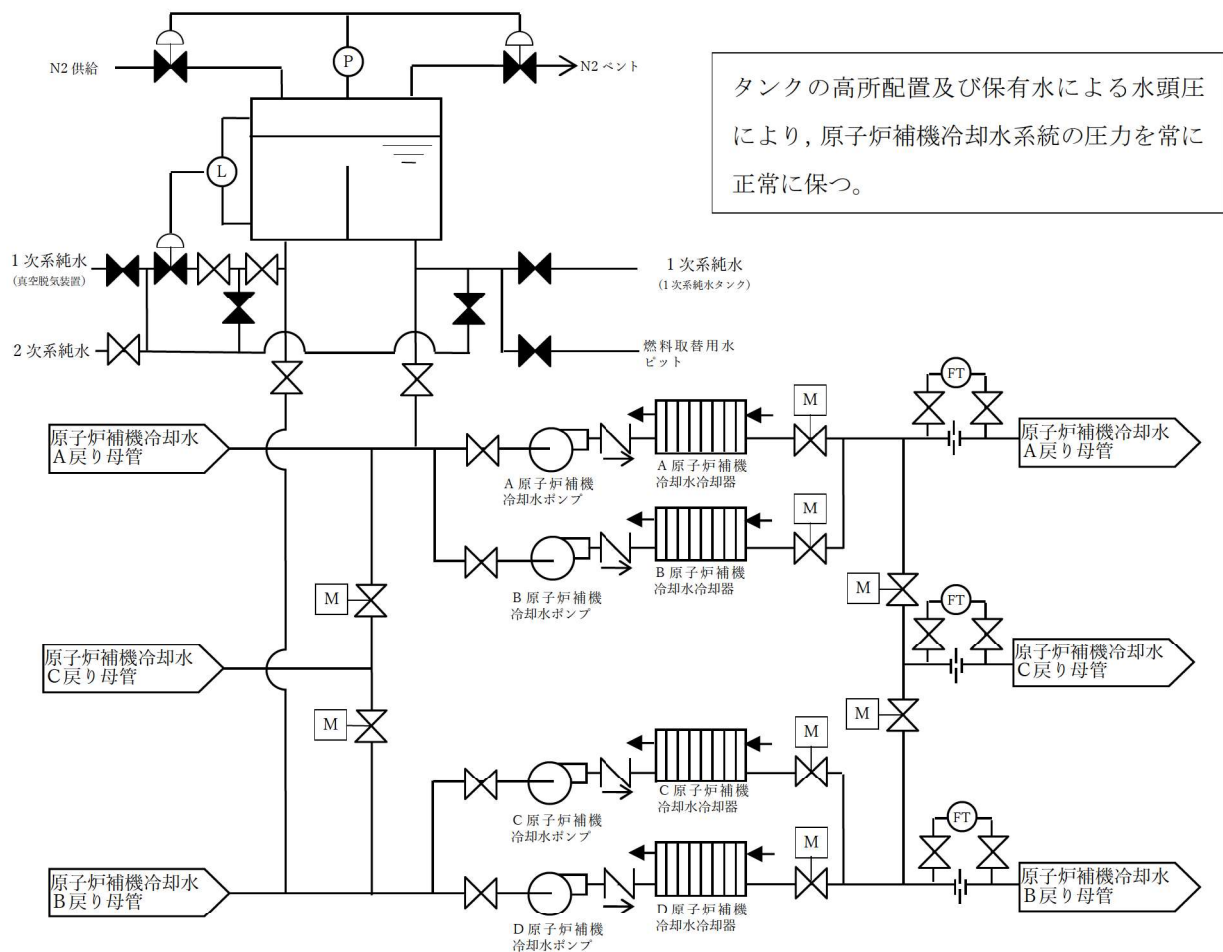 P
N2 供給
N2 ベント
タンクの高所配置及び保有水による水頭圧
により，原子炉補機冷却水系統の圧力を常に
正常に保つ。
L
1 次系純水
(真空脱気装置)
1 次系純水
(1 次系純水タンク)
2 次系純水
燃料取替用水
ピット
FT
M
原子炉補機冷却水
A戻り母管
A 原子炉補機
冷却水ポンプ
A 原子炉補機
冷却水冷却器
原子炉補機冷却水
A戻り母管
M
B 原子炉補機
冷却水ポンプ
B 原子炉補機
冷却水冷却器
M
M
FT
原子炉補機冷却水
C戻り母管
原子炉補機冷却水
C戻り母管
M
M
M
C 原子炉補機
冷却水ポンプ
C 原子炉補機
冷却水冷却器
FT
M
原子炉補機冷却水
B戻り母管
D 原子炉補機
冷却水ポンプ
D 原子炉補機
冷却水冷却器
原子炉補機冷却水
B戻り母管